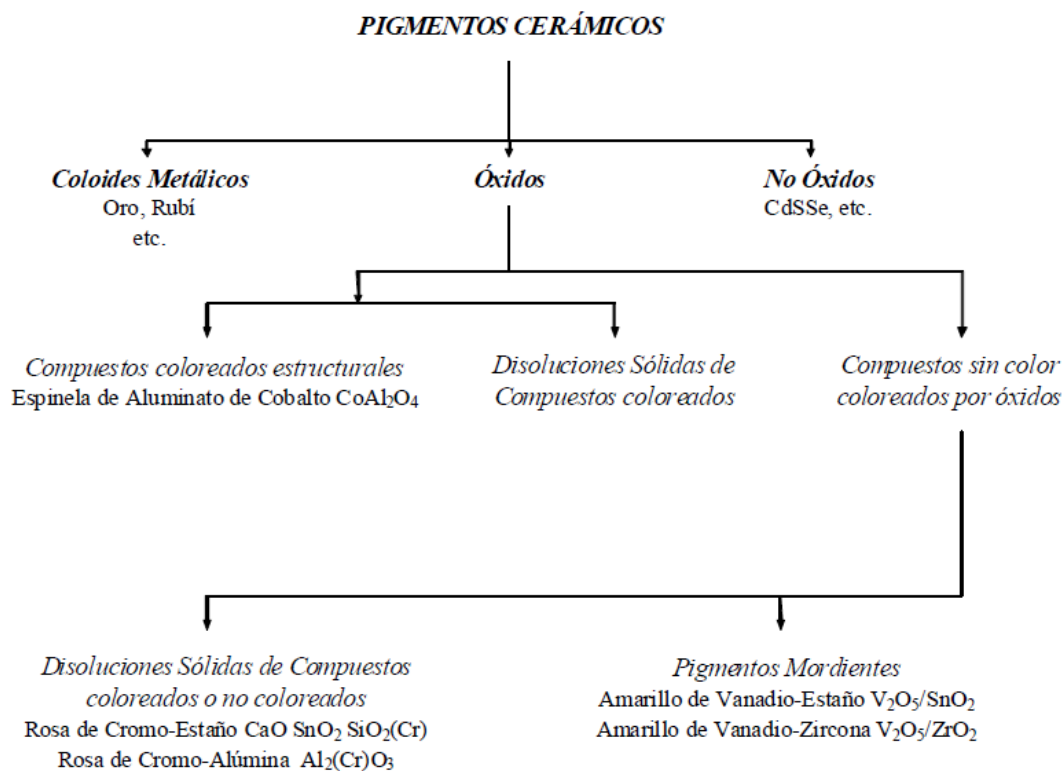 PIGMENTOS CERÁMICOS
Coloides Metálicos
Oro, Rubí
etc.
Óxidos
No Óxidos
CdSSe, etc.
Compuestos coloreados estructurales
Espinela de Aluminato de Cobalto CoAl₂O₄
Disoluciones Sólidas de
Compuestos coloreados
Compuestos sin color
coloreados por óxidos
Disoluciones Sólidas de Compuestos
coloreados o no coloreados
Rosa de Cromo-Estaño CaO SnO₂ SiO₂(Cr)
Rosa de Cromo-Alúmina Al₂(Cr)O₃
Pigmentos Mordientes
Amarillo de Vanadio-Estaño V₂O₅/SnO₂
Amarillo de Vanadio-Zircona V₂O₅/ZrO₂